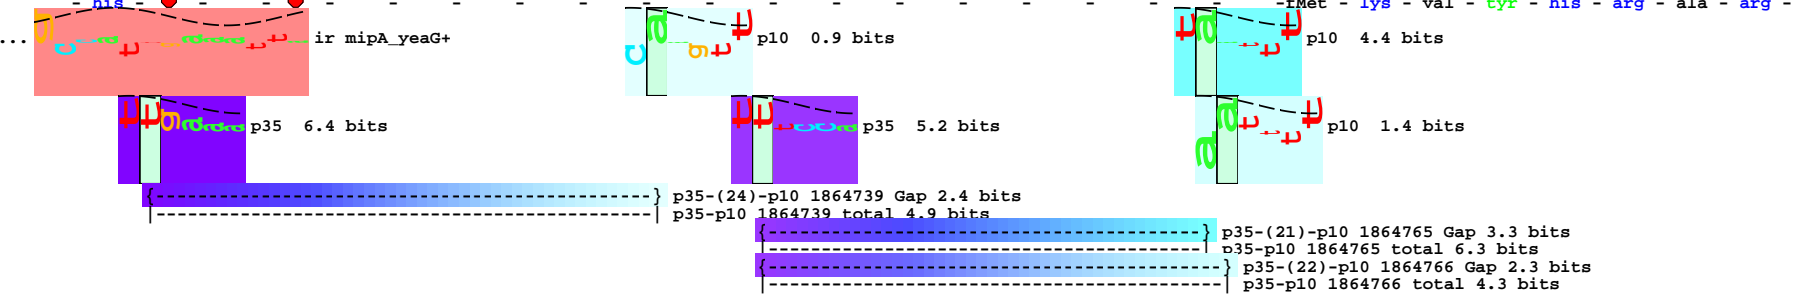 - his - - - - - - - - - - - - - - - - - - -fMet - lys - val - tyr - his - arg - ala - arg -
... g c t ir mipA_yeaG+
c a g t t p10 0.9 bits
t a t t p10 4.4 bits
t t g a a a p35 6.4 bits
t t t c c a p35 5.2 bits
a a t t t p10 1.4 bits
{------------------------------------------------} p35-(24)-p10 1864739 Gap 2.4 bits
|------------------------------------------------| p35-p10 1864739 total 4.9 bits
{------------------------------------------} p35-(21)-p10 1864765 Gap 3.3 bits
|------------------------------------------| p35-p10 1864765 total 6.3 bits
{--------------------------------------------} p35-(22)-p10 1864766 Gap 2.3 bits
|--------------------------------------------| p35-p10 1864766 total 4.3 bits